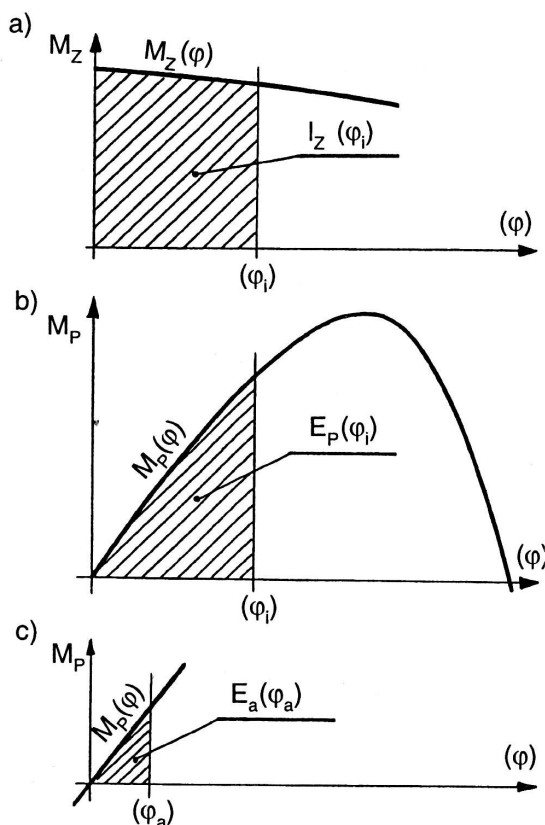 a)
M_Z
M_Z(φ)
I_Z (φ_i)
(φ)
(φ_i)
b)
M_P
M_P(φ)
E_P(φ_i)
(φ)
(φ_i)
c)
M_P
M_P(φ)
E_a(φ_a)
(φ)
(φ_a)